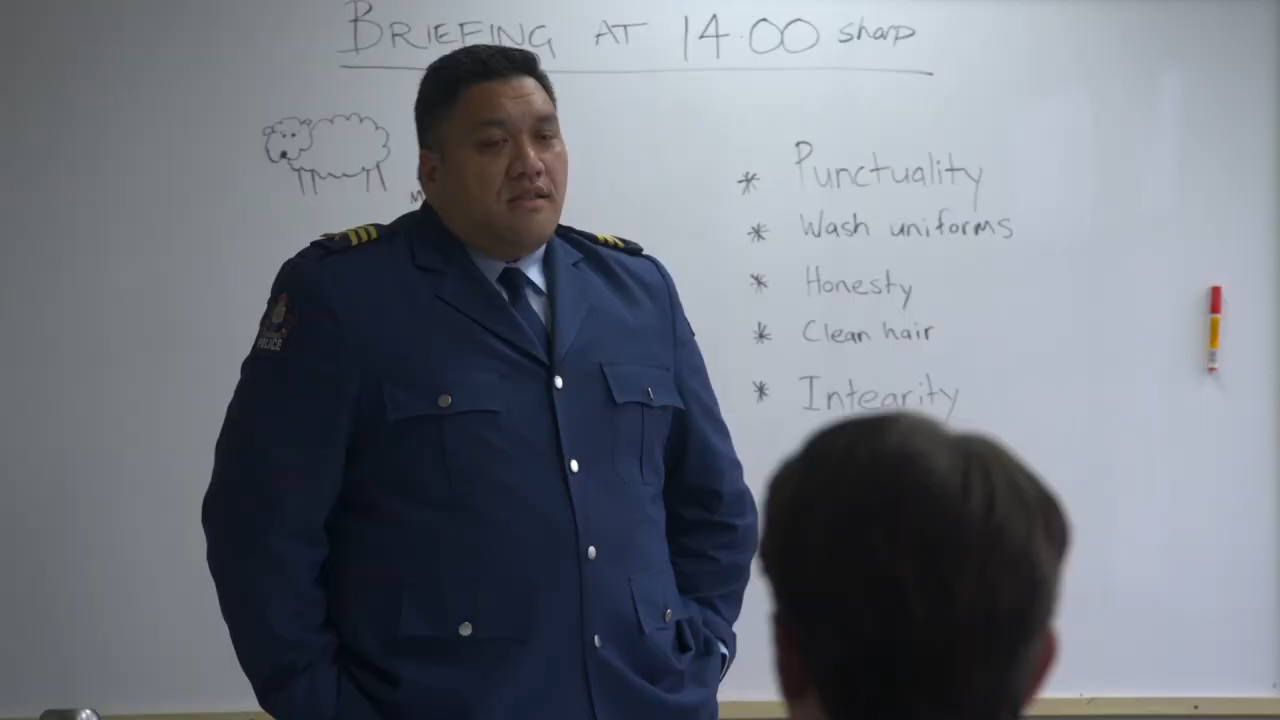 BRIEFING AT 14.00 sharp
* Punctuality
* Wash uniforms
* Honesty
* Clean hair
* Integrity
POLICE